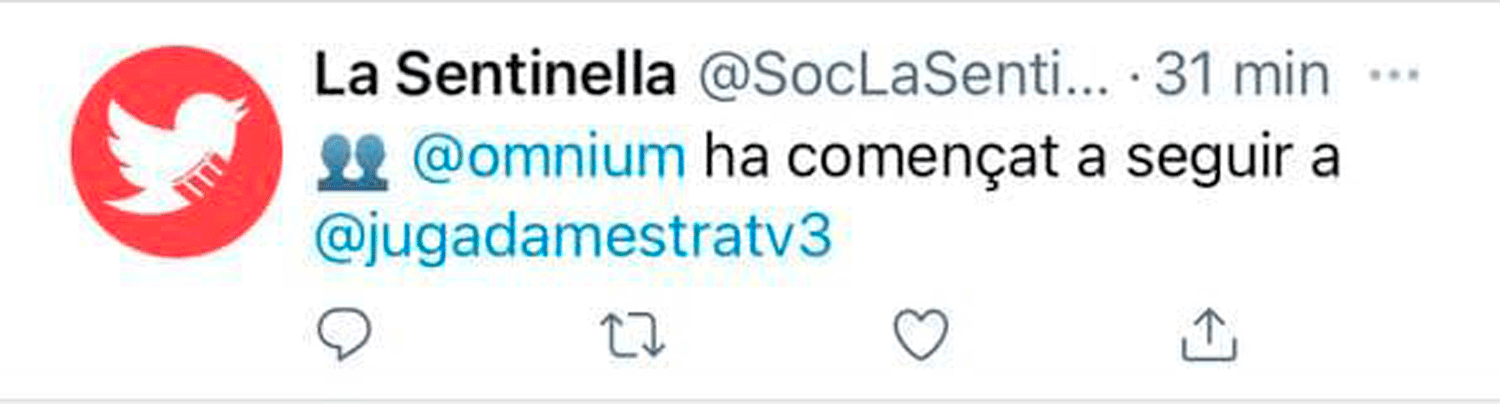 La Sentinella @SocLaSenti... · 31 min
👥 @omnium ha començat a seguir a
@jugadamestratv3